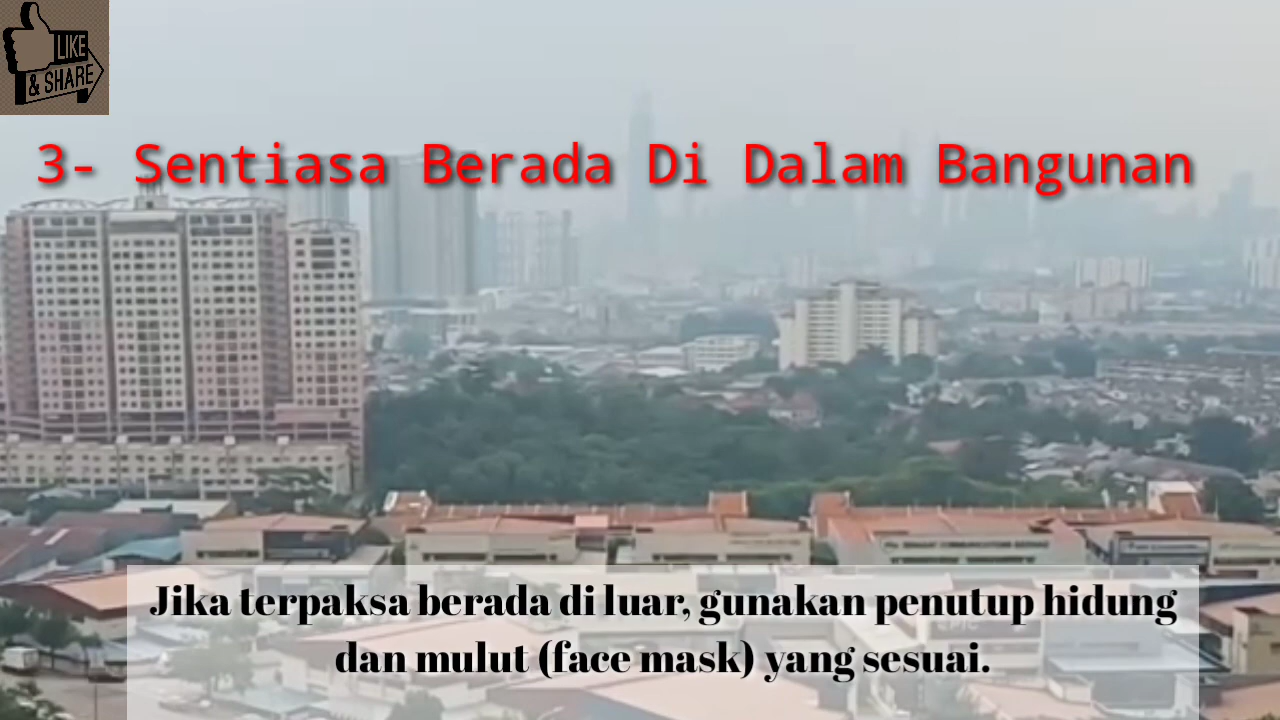 LIKE
& SHARE
3- Sentiasa Berada Di Dalam Bangunan
Jika terpaksa berada di luar, gunakan penutup hidung
dan mulut (face mask) yang sesuai.